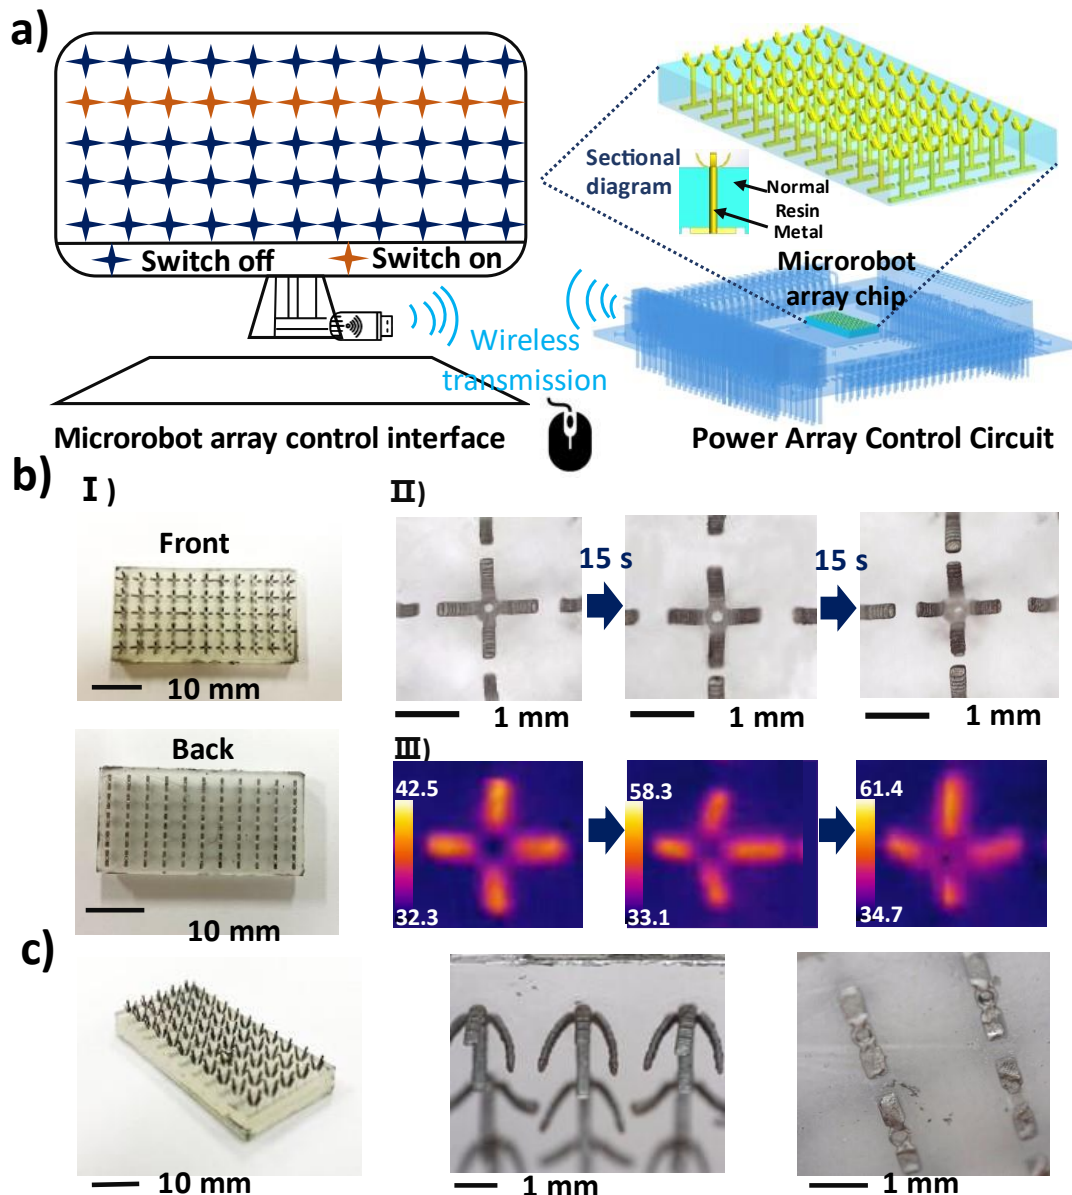 a)
Sectional
diagram
Normal
Resin
Metal
Switch off
Switch on
Microrobot
array chip
Wireless
transmission
Microrobot array control interface
Power Array Control Circuit
b)
I )
II)
Front
15 s
15 s
10 mm
1 mm
1 mm
1 mm
Back
III)
42.5
58.3
61.4
32.3
33.1
34.7
10 mm
c)
10 mm
1 mm
1 mm